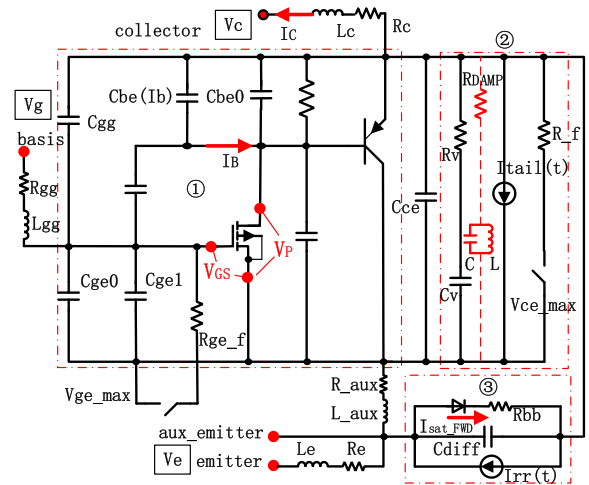 Vc
collector
IC
Lc
Rc
②
Vg
Cbe(Ib)
Cbe0
RDAMP
Cgg
R_f
basis
IB
Rv
Rgg
①
Itail(t)
Cce
Lgg
VP
VGS
C
L
Cge0
Cge1
Cv
Vce_max
Rge_f
Vge_max
R_aux
③
L_aux
Isat_FWD
Rbb
aux_emitter
Cdiff
Ve
emitter
Le
Re
Irr(t)